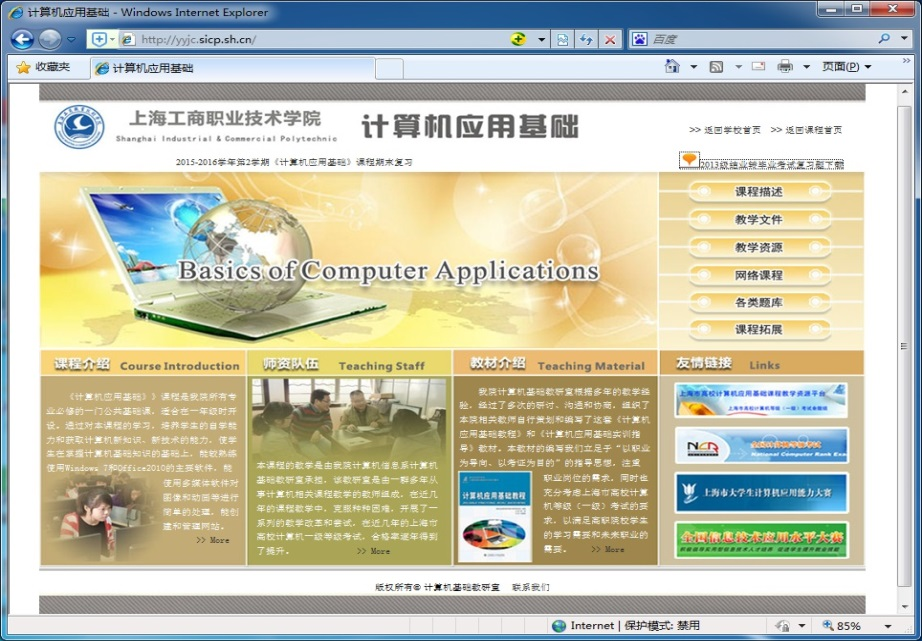 计算机应用基础 - Windows Internet Explorer
http://yyjc.sicp.sh.cn/
百度
收藏夹
计算机应用基础
页面(P)
上海工商职业技术学院
Shanghai Industrial & Commercial Polytechnic
计算机应用基础
>> 返回学校首页 >> 返回课程首页
2015-2016学年第2学期《计算机应用基础》课程期末复习
2013级结业转毕业考试复习题下载
Basics of Computer Applications
课程描述
教学文件
教学资源
网络课程
各类题库
课程拓展
课程介绍 Course Introduction
《计算机应用基础》》课程是我院所有专
业必修的一门公共基础课，适合在一年级时开
设。通过对本课程的学习，培养学生的自学能
力和获取计算机新知识、新技术的能力，使学
生在掌握计算机基础知识的基础上，能较熟练
使用Windows 7和Office2010的主要软件，能
使用多媒体软件对
图像和动画等进行
简单的处理，能创
建和管理网站。
>> More
师资队伍 Teaching Staff
本课程的教学是由我院计算机信息系计算机
基础教研室承担。该教研室是由一群多年从
事计算机相关课程教学的教师组成。在近几
年的课程教学中，克服种种困难，开展了一
系列的教学改革和尝试。在近几年的上海市
高校计算机一级等级考试，合格率逐年得到
了提升。 >> More
教材介绍 Teaching Material
我院计算机基础教研室根据多年的教学经
验，经过了多次的研讨、沟通和协商，组织了
本院相关教师自行策划和编写了这套《计算机
应用基础教程》和《计算机应用基础实训指
导》教材。本教材的编写我们立足于“以职业
为导向，以考证为目的”的指导思想，注重
职业岗位的需求，同时也
充分考虑上海市高校计算机
等级（一级）考试的要
求，以满足高职院校学生
的学习需要和未来职业的
需要。 >> More
计算机应用基础教程
友情链接 Links
上海市高校计算机应用基础课程教学资源平台
NCR
National Computer Rank Ex
上海市大学生计算机应用能力大赛
全国信息技术应用水平大赛
版权所有© 计算机基础教研室 联系我们
Internet | 保护模式: 禁用
85%